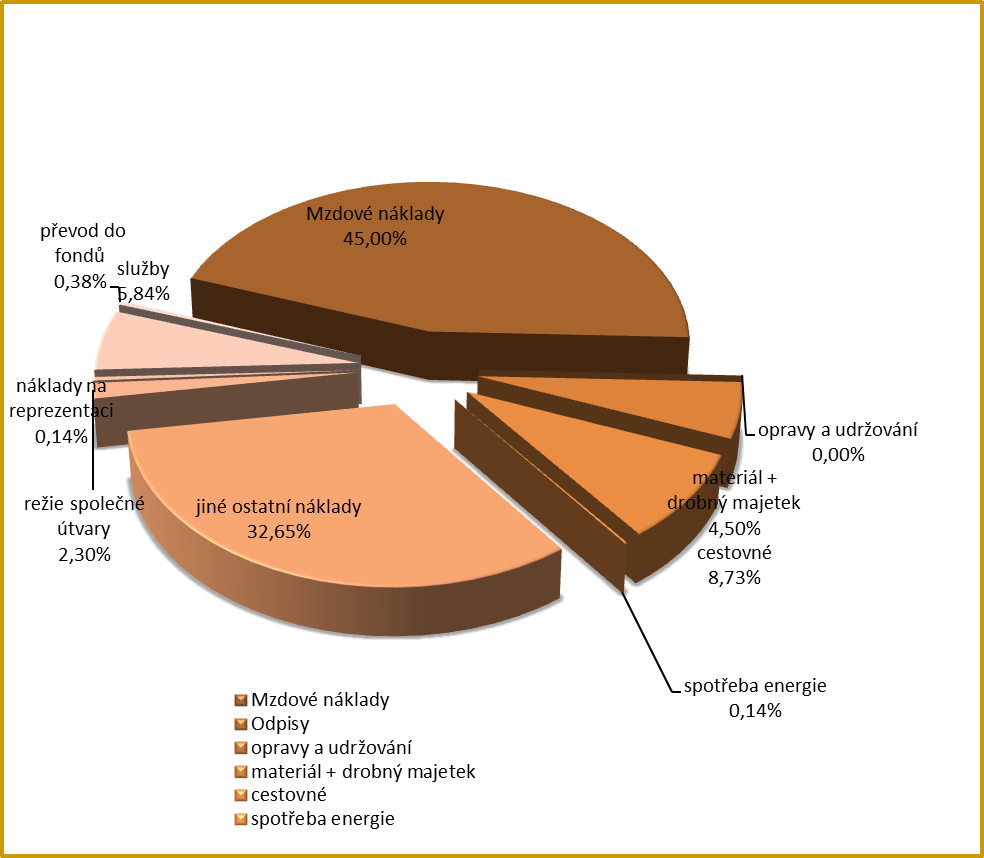 Mzdové náklady
45,00%
převod do
fondů
0,38%
služby
5,84%
náklady na
reprezentaci
0,14%
opravy a udržování
0,00%
materiál +
drobný majetek
4,50%
cestovné
8,73%
režie společné
útvary
2,30%
jiné ostatní náklady
32,65%
spotřeba energie
0,14%
Mzdové náklady
Odpisy
opravy a udržování
materiál + drobný majetek
cestovné
spotřeba energie